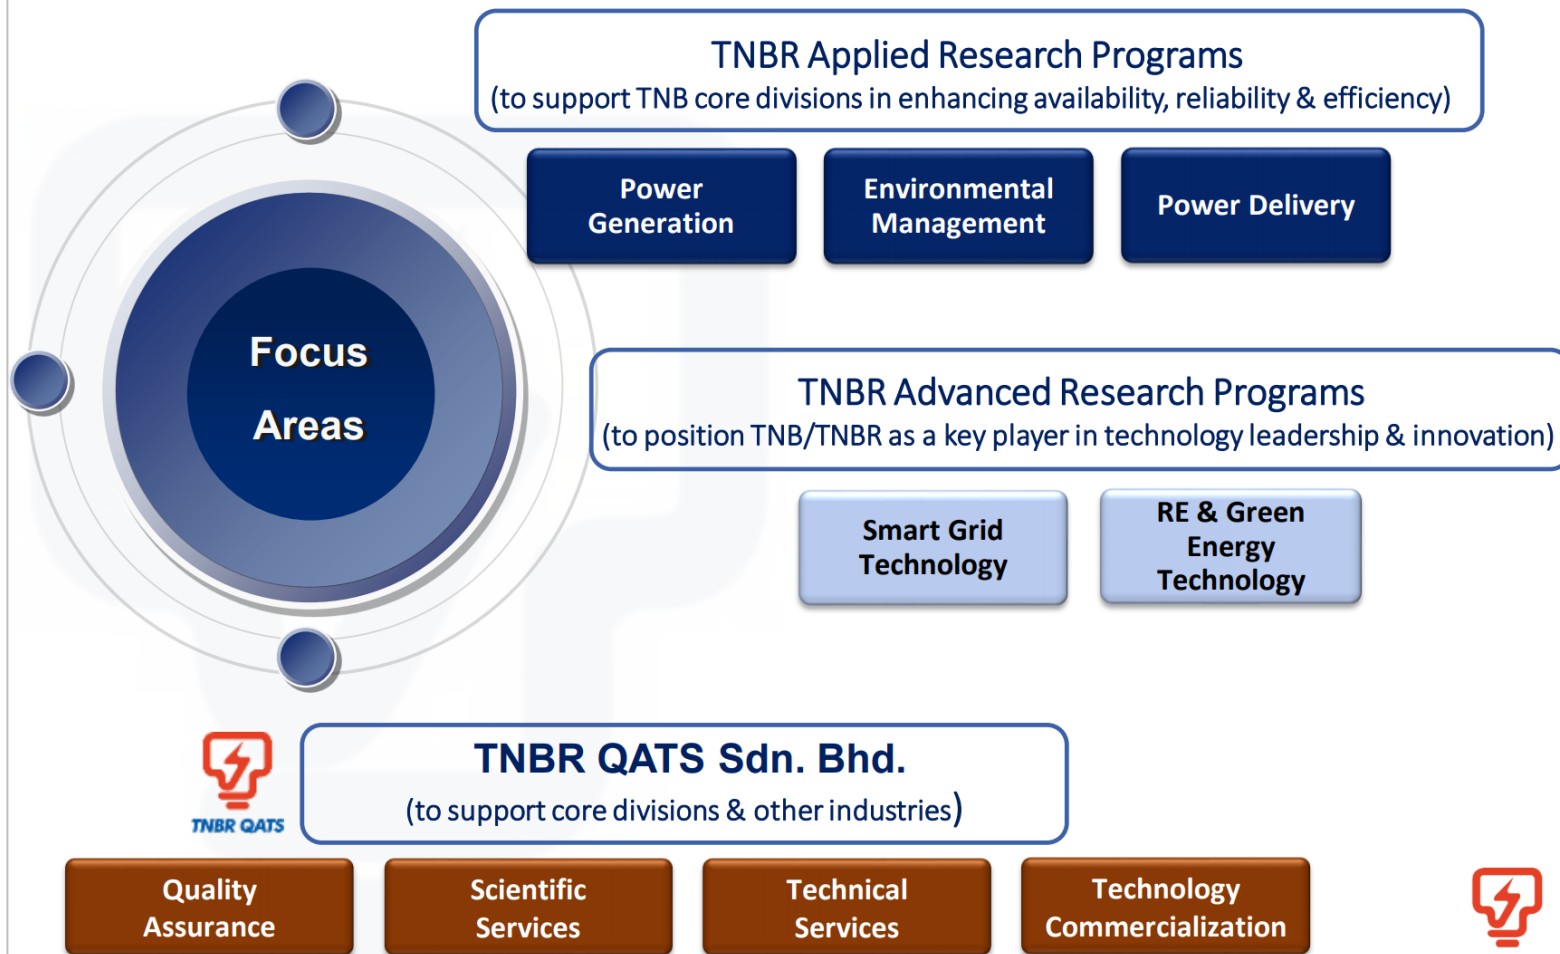 TNBR Applied Research Programs
(to support TNB core divisions in enhancing availability, reliability & efficiency)
Power
Generation
Environmental
Management
Power Delivery
Focus
Areas
TNBR Advanced Research Programs
(to position TNB/TNBR as a key player in technology leadership & innovation)
Smart Grid
Technology
RE & Green
Energy
Technology
TNBR QATS
TNBR QATS Sdn. Bhd.
(to support core divisions & other industries)
Quality
Assurance
Scientific
Services
Technical
Services
Technology
Commercialization